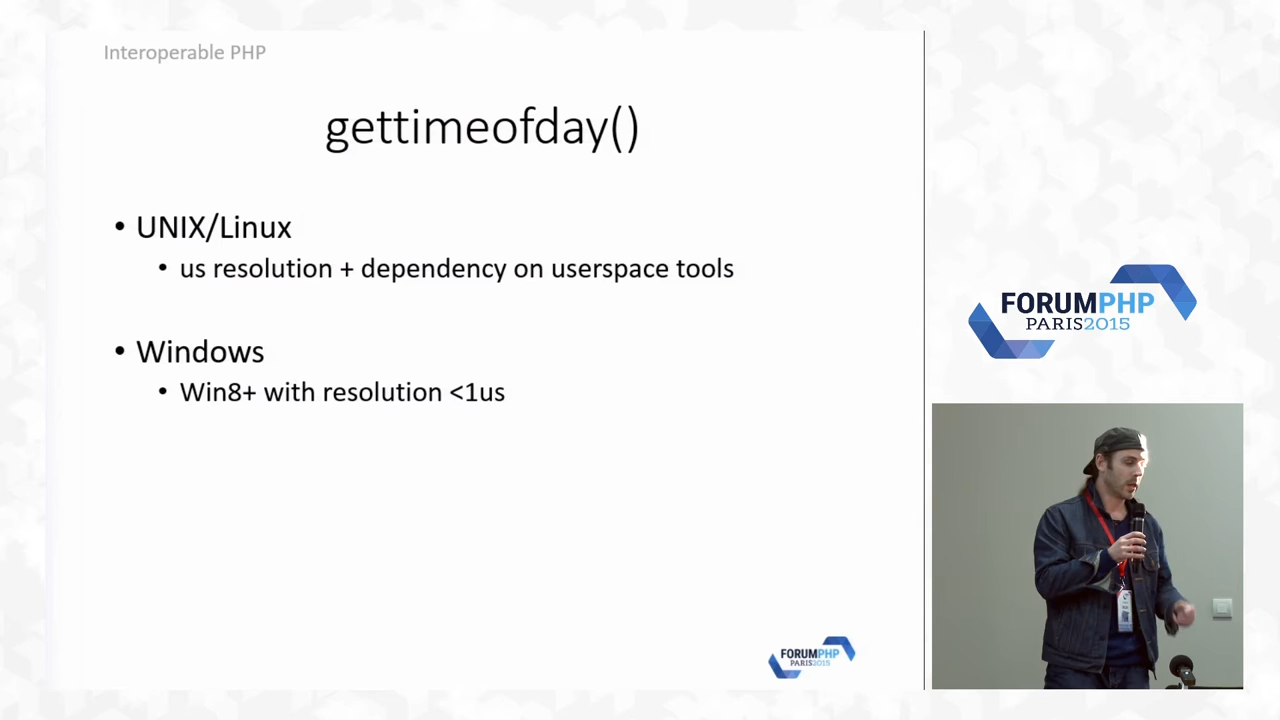 Interoperable PHP
gettimeofday()
• UNIX/Linux
• us resolution + dependency on userspace tools
• Windows
• Win8+ with resolution <1us
FORUMPHP
PARIS2015
FORUMPHP
PARIS2015